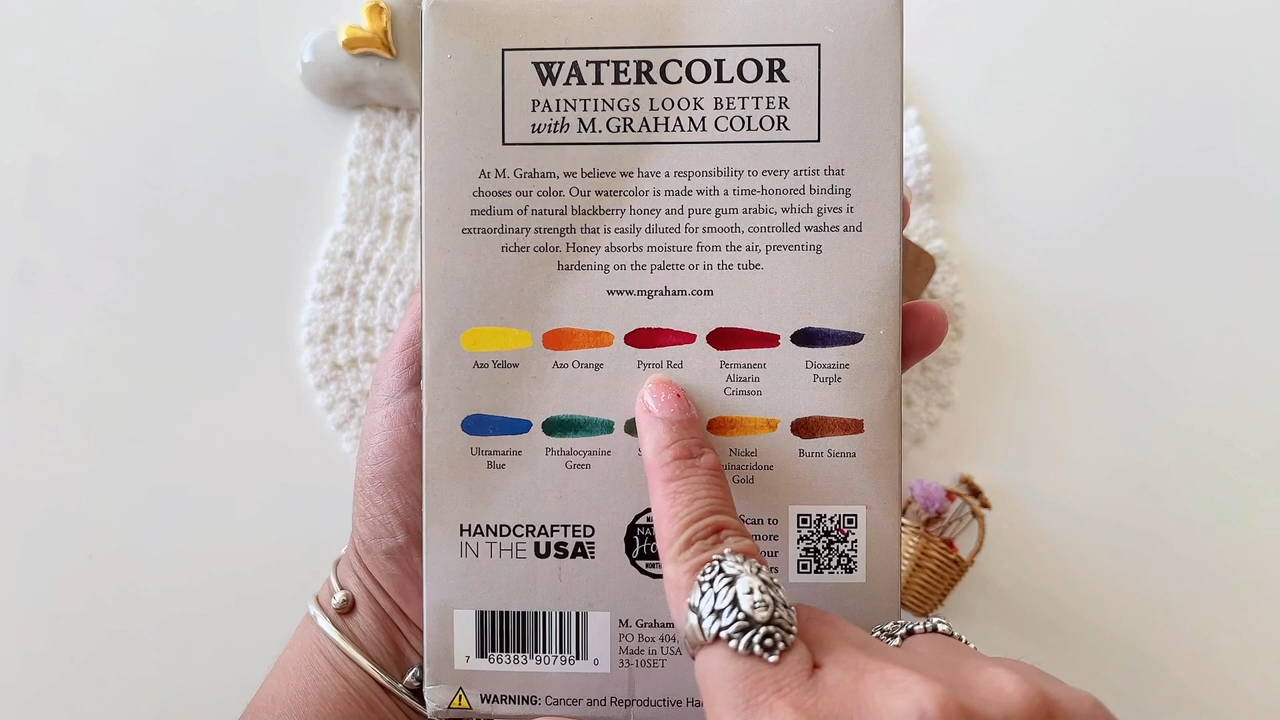 WATERCOLOR
PAINTINGS LOOK BETTER
with M. GRAHAM COLOR
At M. Graham, we believe we have a responsibility to every artist that
chooses our color. Our watercolor is made with a time-honored binding
medium of natural blackberry honey and pure gum arabic, which gives it
extraordinary strength that is easily diluted for smooth, controlled washes and
richer color. Honey absorbs moisture from the air, preventing
hardening on the palette or in the tube.
www.mgraham.com
Azo Yellow
Azo Orange
Pyrrol Red
Permanent
Alizarin
Crimson
Dioxazine
Purple
Ultramarine
Blue
Phthalocyanine
Green
Nickel
Gold
Burnt Sienna
HANDCRAFTED
IN THE USA
Scan to
more
7 66383 90796 0
M. Graham
PO Box 404,
Made in USA
33-10SET
WARNING: Cancer and Reproductive